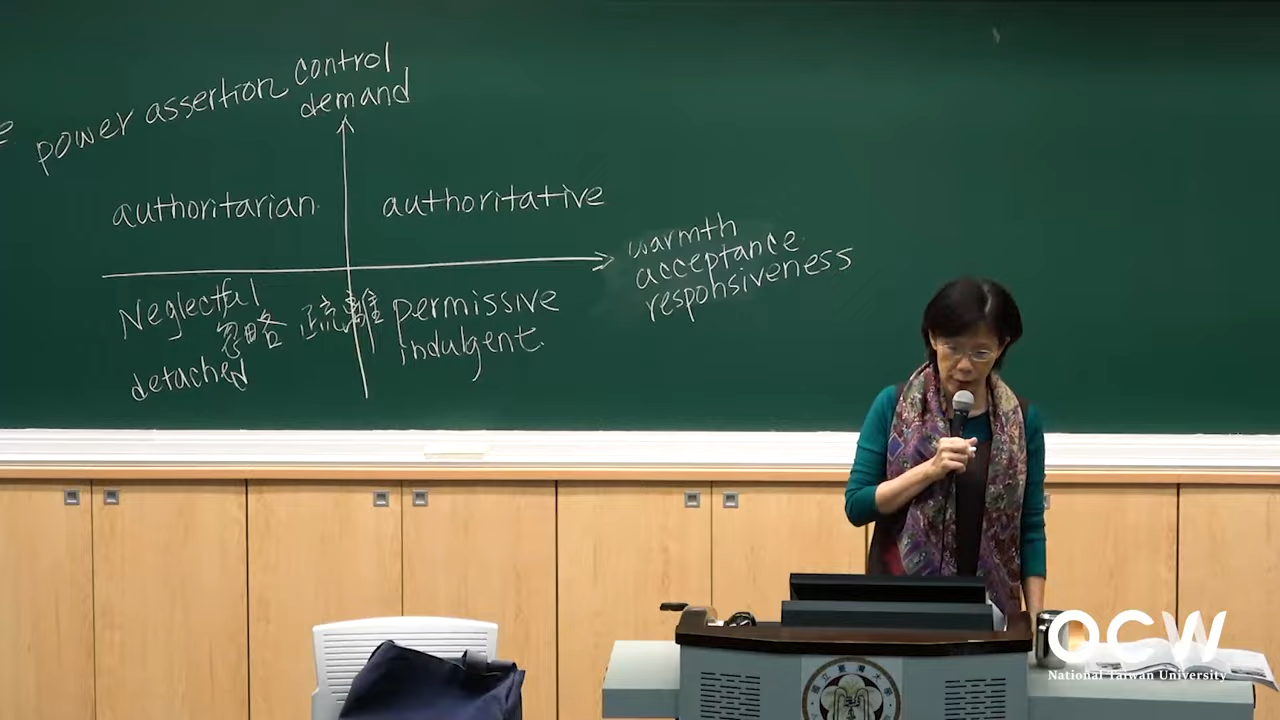 power assertion control
demand
authoritarian
authoritative
warmth
acceptance
responsiveness
Neglectful
忽略 疏離
detached
permissive
indulgent
OCW
National Taiwan University